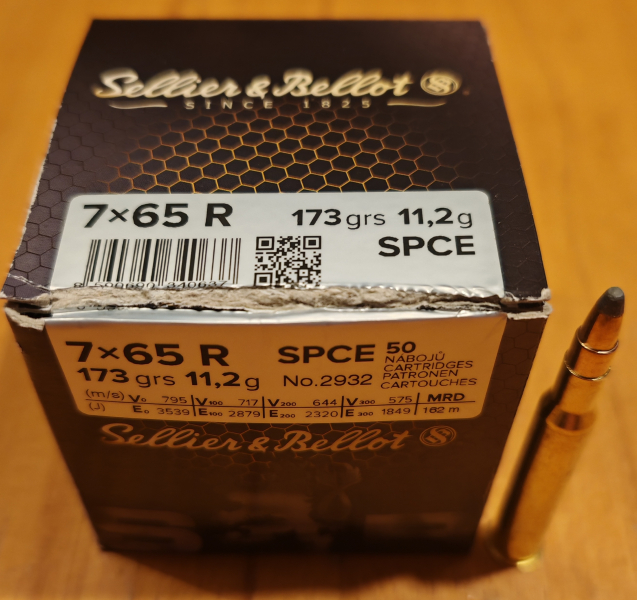 Sellier & Bellot SB
SINCE 1825
7×65 R 173 grs 11,2 g
SPCE
7×65 R SPCE 50
NÁBOJŮ
CARTRIDGES
173 grs 11,2 g No.2932 PATRONEN
CARTOUCHES
(m/s) V₀ 795 V₁₀₀ 717 V₂₀₀ 644 V₃₀₀ 575 MRD
(J) E₀ 3539 E₁₀₀ 2879 E₂₀₀ 2320 E₃₀₀ 1849 162 m
Sellier & Bellot SB